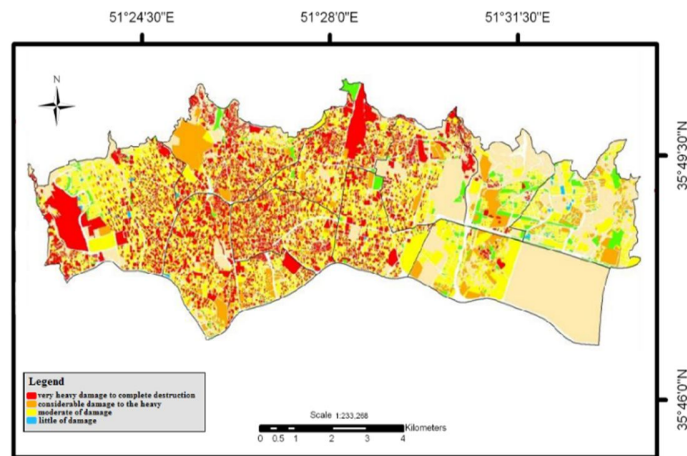 51°24'30"E 51°28'0"E 51°31'30"E
N
35°49'30"N
35°46'0"N
Legend
very heavy damage to complete destruction
considerable damage to the heavy
moderate of damage
little of damage
Scale 1:233,268
Kilometers
0 0.5 1 2 3 4